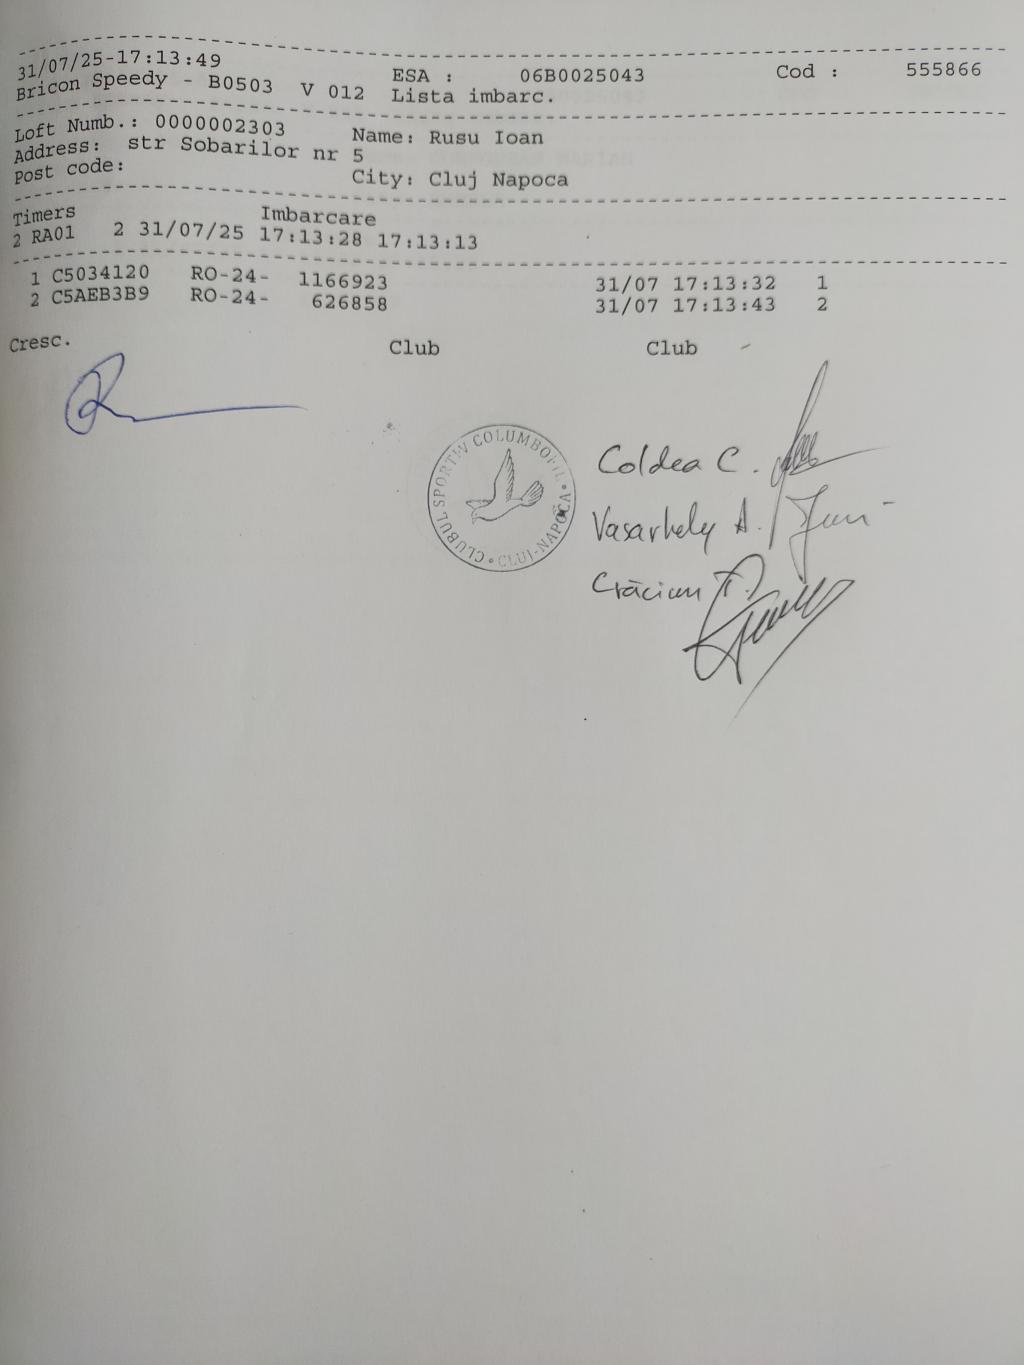 31/07/25-17:13:49
Bricon Speedy - B0503 V 012 ESA : 06B0025043 Cod : 555866
Lista imbarc.
Loft Numb.: 0000002303 Name: Rusu Ioan
Address: str Sobarilor nr 5
Post code: City: Cluj Napoca
Timers Imbarcare
2 RA01 2 31/07/25 17:13:28 17:13:13
1 C5034120 RO-24- 1166923 31/07 17:13:32 1
2 C5AEB3B9 RO-24- 626858 31/07 17:13:43 2
Cresc. Club Club
CLUBUL SPORTIV COLUMBOFIL
CLUJ-NAPOCA
Coldea C.
Vasarhely A.
Crăciun T.